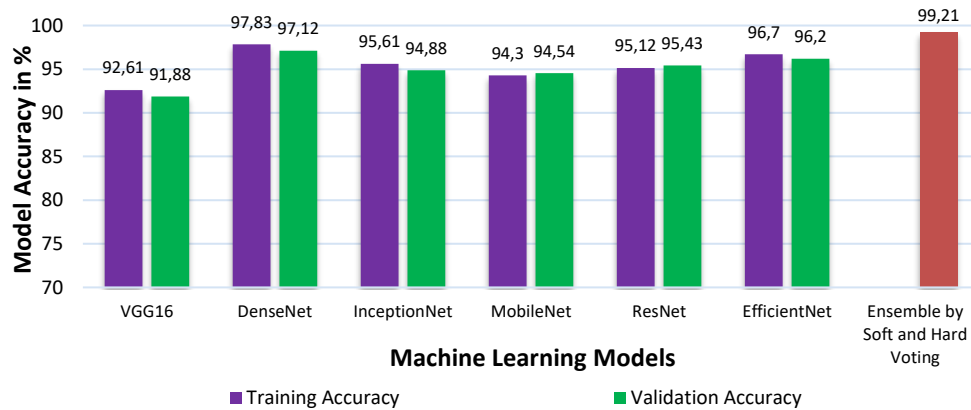 Model Accuracy in %
100
95
90
85
80
75
70
92,61
91,88
97,83
97,12
95,61
94,88
94,3
94,54
95,12
95,43
96,7
96,2
99,21
VGG16
DenseNet
InceptionNet
MobileNet
ResNet
EfficientNet
Ensemble by
Soft and Hard
Voting
Machine Learning Models
Training Accuracy
Validation Accuracy